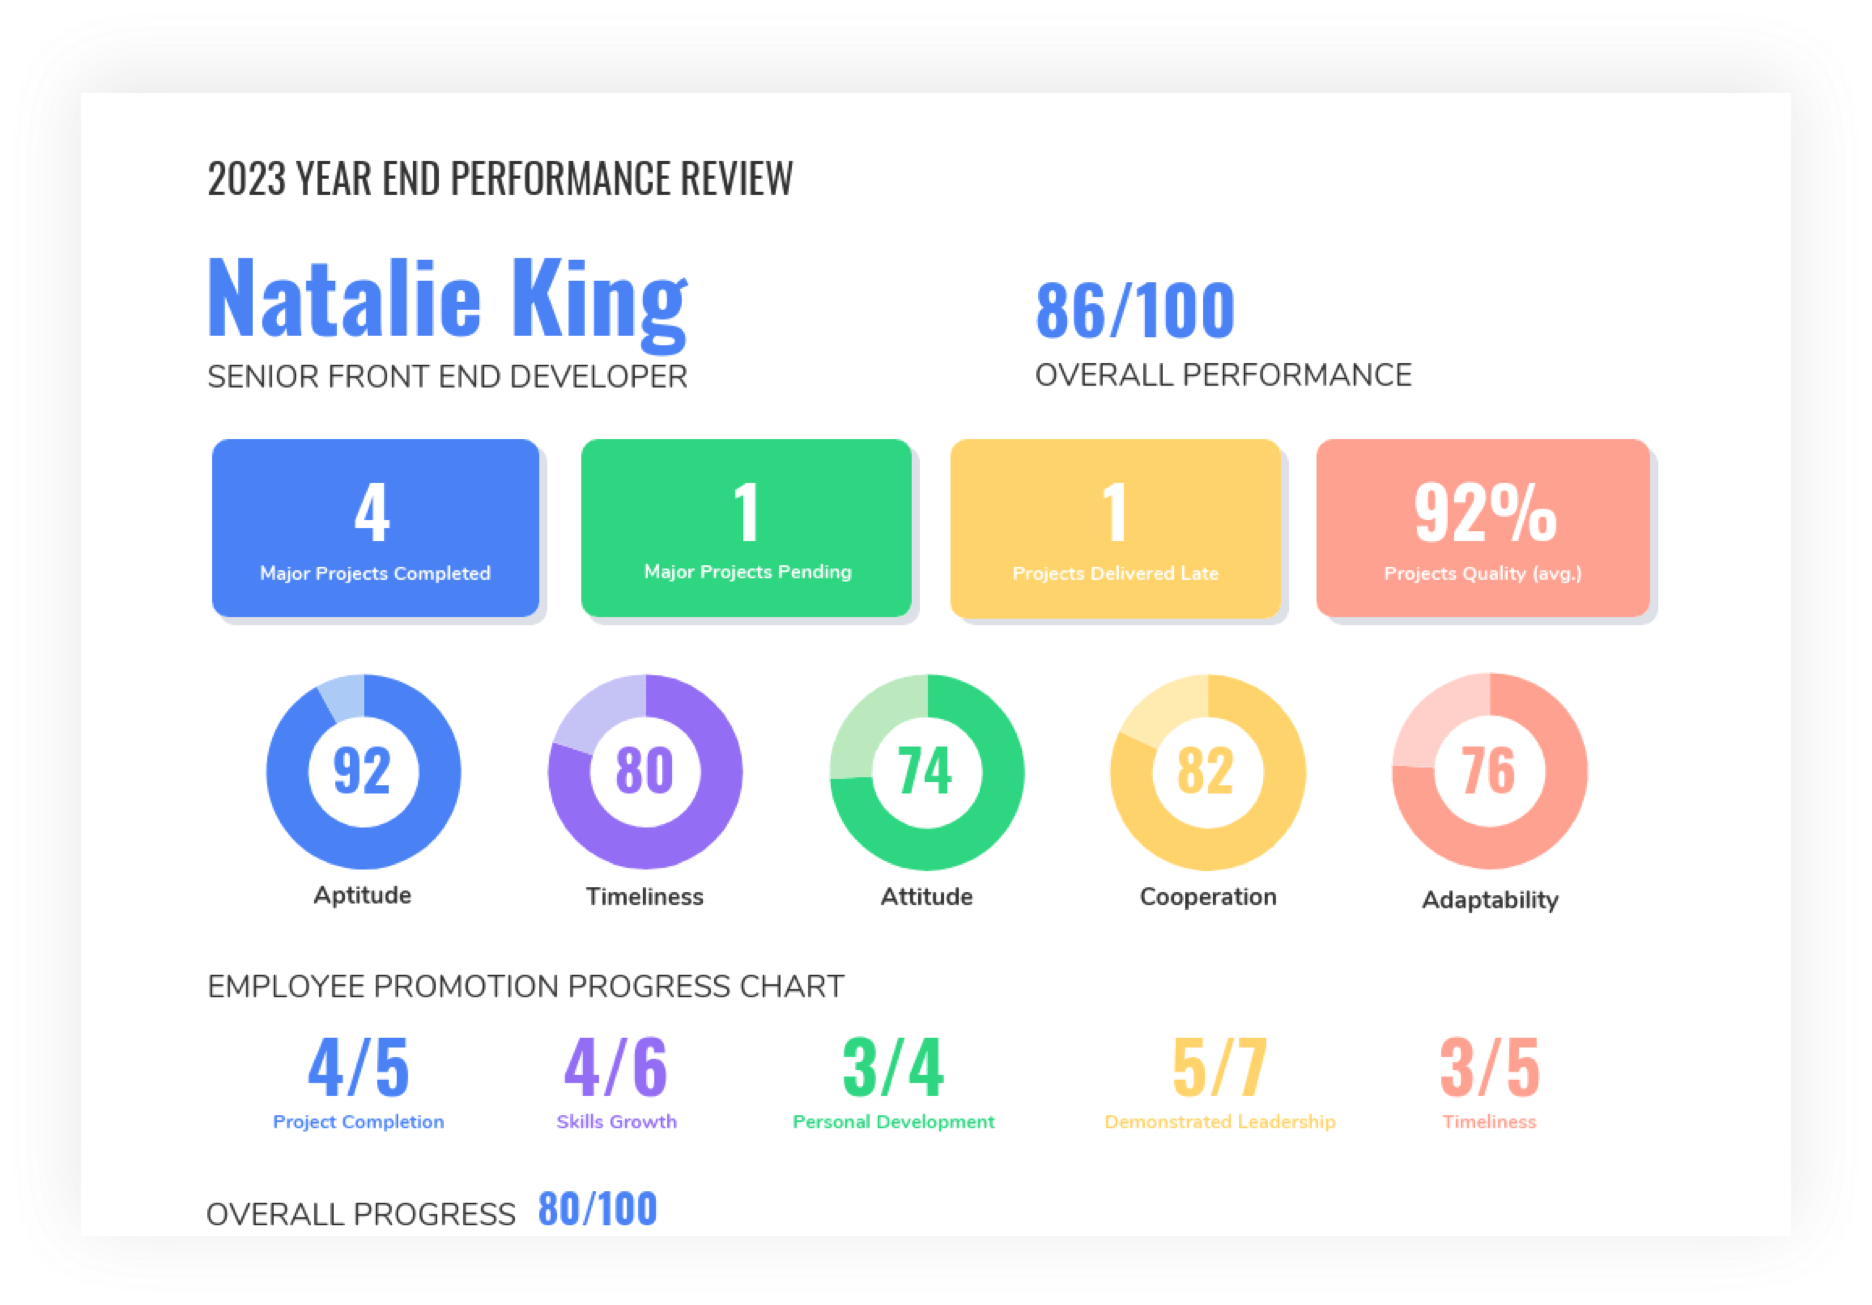 2023 YEAR END PERFORMANCE REVIEW
Natalie King
SENIOR FRONT END DEVELOPER
86/100
OVERALL PERFORMANCE
4
Major Projects Completed
1
Major Projects Pending
1
Projects Delivered Late
92%
Projects Quality (avg.)
92
Aptitude
80
Timeliness
74
Attitude
82
Cooperation
76
Adaptability
EMPLOYEE PROMOTION PROGRESS CHART
4/5
Project Completion
4/6
Skills Growth
3/4
Personal Development
5/7
Demonstrated Leadership
3/5
Timeliness
OVERALL PROGRESS 80/100